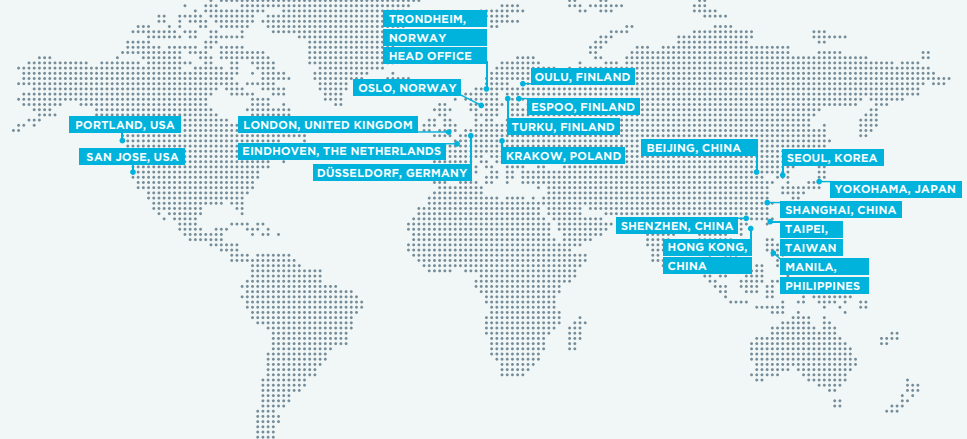 TRONDHEIM,
NORWAY
HEAD OFFICE
OULU, FINLAND
OSLO, NORWAY
ESPOO, FINLAND
PORTLAND, USA
LONDON, UNITED KINGDOM
TURKU, FINLAND
EINDHOVEN, THE NETHERLANDS
KRAKOW, POLAND
BEIJING, CHINA
SAN JOSE, USA
SEOUL, KOREA
DÜSSELDORF, GERMANY
YOKOHAMA, JAPAN
SHANGHAI, CHINA
SHENZHEN, CHINA
TAIPEI,
TAIWAN
HONG KONG,
CHINA
MANILA,
PHILIPPINES